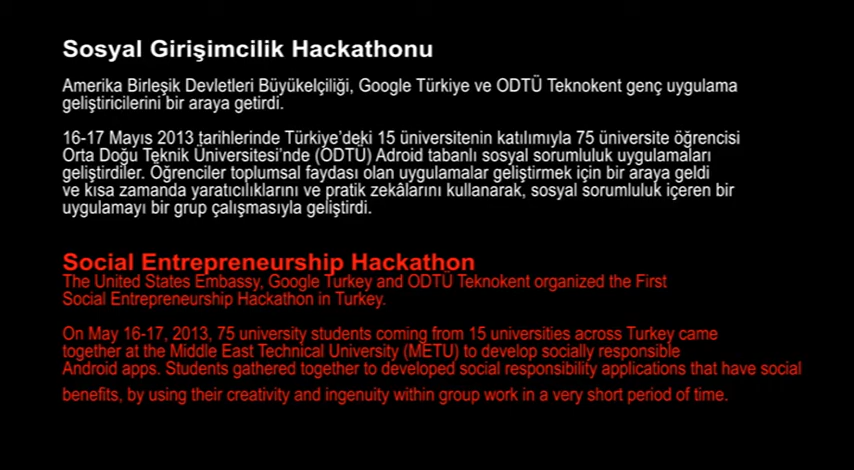 Sosyal Girişimcilik Hackathonu
Amerika Birleşik Devletleri Büyükelçiliği, Google Türkiye ve ODTÜ Teknokent genç uygulama
geliştiricilerini bir araya getirdi.
16-17 Mayıs 2013 tarihlerinde Türkiye'deki 15 üniversitenin katılımıyla 75 üniversite öğrencisi
Orta Doğu Teknik Üniversitesi'nde (ODTÜ) Adroid tabanlı sosyal sorumluluk uygulamaları
geliştirdiler. Öğrenciler toplumsal faydası olan uygulamalar geliştirmek için bir araya geldi
ve kısa zamanda yaratıcılıklarını ve pratik zekâlarını kullanarak, sosyal sorumluluk içeren bir
uygulamayı bir grup çalışmasıyla geliştirdi.
Social Entrepreneurship Hackathon
The United States Embassy, Google Turkey and ODTÜ Teknokent organized the First
Social Entrepreneurship Hackathon in Turkey.
On May 16-17, 2013, 75 university students coming from 15 universities across Turkey came
together at the Middle East Technical University (METU) to develop socially responsible
Android apps. Students gathered together to developed social responsibility applications that have social
benefits, by using their creativity and ingenuity within group work in a very short period of time.